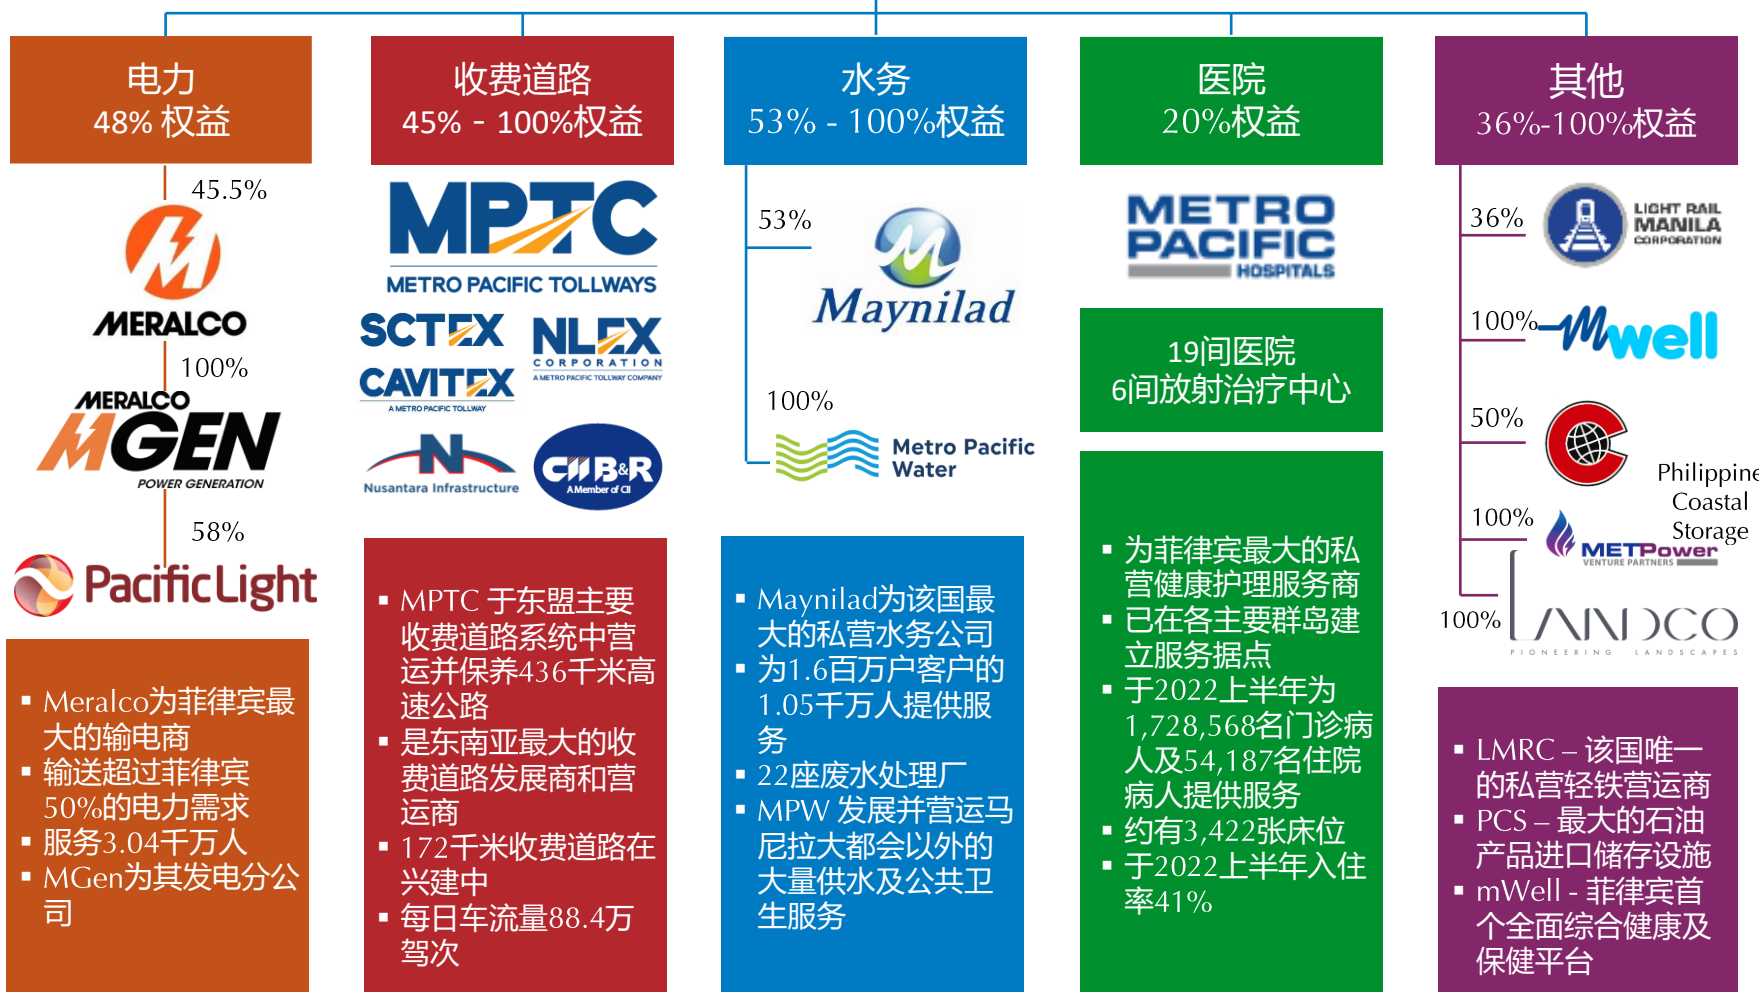 电力
48% 权益
45.5%
MERALCO
100%
MERALCO
MGEN
POWER GENERATION
58%
PacificLight
▪ Meralco为菲律宾最
大的输电商
▪ 输送超过菲律宾
50%的电力需求
▪ 服务3.04千万人
▪ MGen为其发电分公
司
收费道路
45% - 100%权益
MPTC
METRO PACIFIC TOLLWAYS
SCTEX
NLEX
CORPORATION
A METRO PACIFIC TOLLWAY COMPANY
CAVITEX
A METRO PACIFIC TOLLWAY
N
Nusantara Infrastructure
CII B&R
A Member of CII
▪ MPTC 于东盟主要
收费道路系统中营
运并保养436千米高
速公路
▪ 是东南亚最大的收
费道路发展商和营
运商
▪ 172千米收费道路在
兴建中
▪ 每日车流量88.4万
驾次
水务
53% - 100%权益
53%
Maynilad
100%
Metro Pacific
Water
▪ Maynilad为该国最
大的私营水务公司
▪ 为1.6百万户客户的
1.05千万人提供服
务
▪ 22座废水处理厂
▪ MPW 发展并营运马
尼拉大都会以外的
大量供水及公共卫
生服务
医院
20%权益
METRO
PACIFIC
HOSPITALS
19间医院
6间放射治疗中心
▪ 为菲律宾最大的私
营健康护理服务商
▪ 已在各主要群岛建
立服务据点
▪ 于2022上半年为
1,728,568名门诊病
人及54,187名住院
病人提供服务
▪ 约有3,422张床位
▪ 于2022上半年入住
率41%
其他
36%-100%权益
36%
LIGHT RAIL
MANILA
CORPORATION
100%
mwell
50%
Philippine
Coastal
Storage
100%
METPower
VENTURE PARTNERS
100%
LANDCO
PIONEERING LANDSCAPES
▪ LMRC – 该国唯一
的私营轻铁营运商
▪ PCS – 最大的石油
产品进口储存设施
▪ mWell - 菲律宾首
个全面综合健康及
保健平台